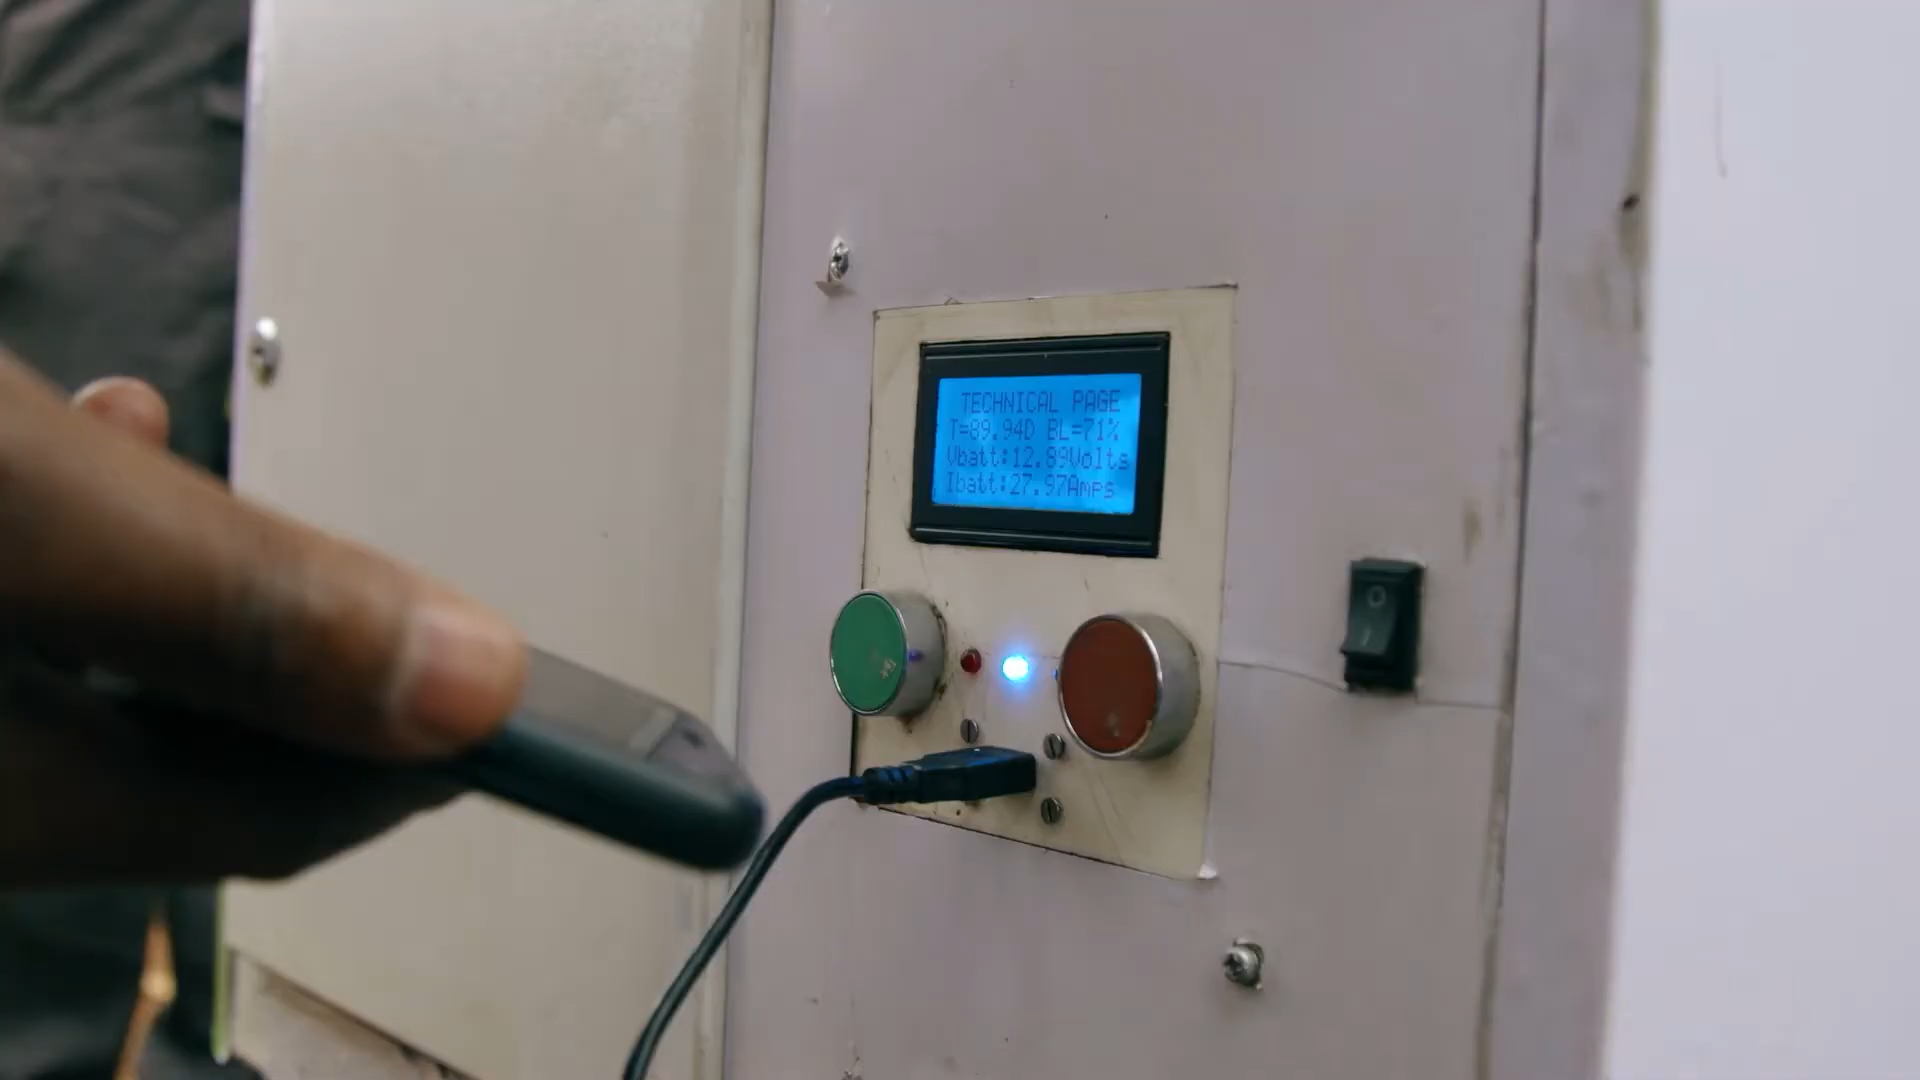 TECHNICAL PAGE
T=89.94D BL=71%
Vbatt:12.89Volts
Ibatt:27.97Amps
O
I